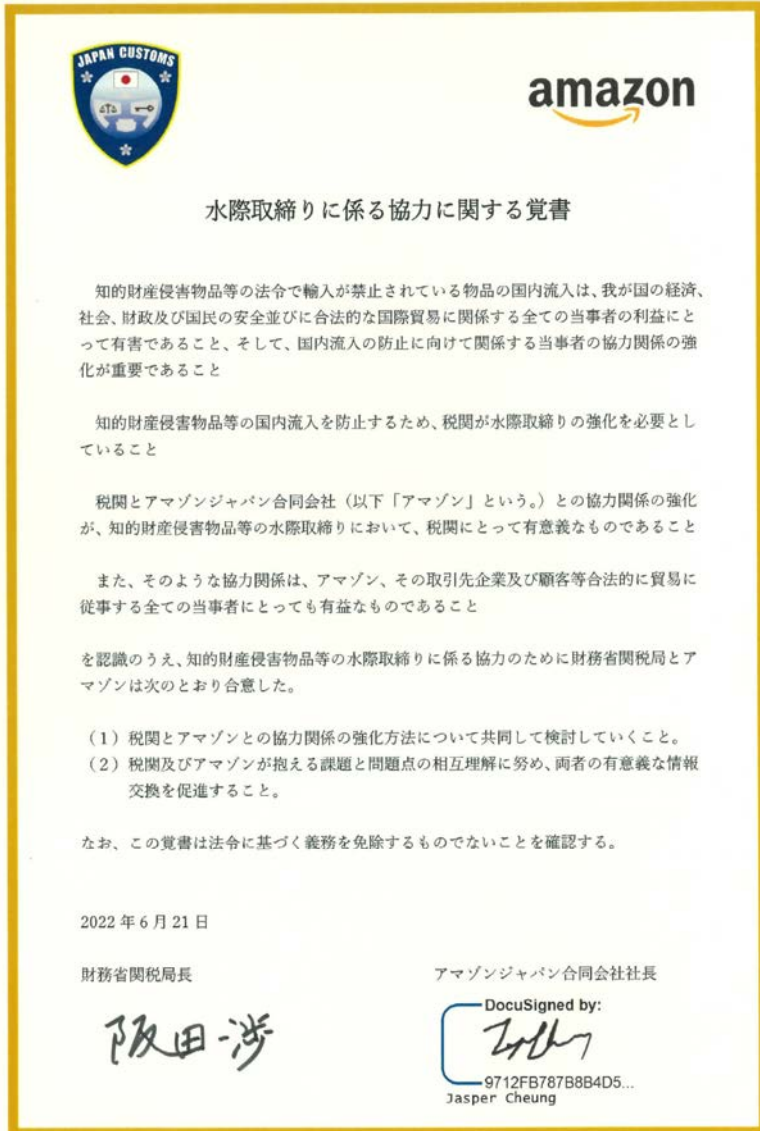 JAPAN CUSTOMS
amazon
水際取締りに係る協力に関する覚書
知的財産侵害物品等の法令で輸入が禁止されている物品の国内流入は、我が国の経済、
社会、財政及び国民の安全並びに合法的な国際貿易に関係する全ての当事者の利益にと
って有害であること、そして、国内流入の防止に向けて関係する当事者の協力関係の強
化が重要であること
知的財産侵害物品等の国内流入を防止するため、税関が水際取締りの強化を必要とし
ていること
税関とアマゾンジャパン合同会社（以下「アマゾン」という。）との協力関係の強化
が、知的財産侵害物品等の水際取締りにおいて、税関にとって有意義なものであること
また、そのような協力関係は、アマゾン、その取引先企業及び顧客等合法的に貿易に
従事する全ての当事者にとっても有益なものであること
を認識のうえ、知的財産侵害物品等の水際取締りに係る協力のために財務省関税局とア
マゾンは次のとおり合意した。
（1）税関とアマゾンとの協力関係の強化方法について共同して検討していくこと。
（2）税関及びアマゾンが抱える課題と問題点の相互理解に努め、両者の有意義な情報
交換を促進すること。
なお、この覚書は法令に基づく義務を免除するものでないことを確認する。
2022 年 6 月 21 日
財務省関税局長
アマゾンジャパン合同会社社長
阪田 渉
DocuSigned by:
9712FB787B8B4D5...
Jasper Cheung